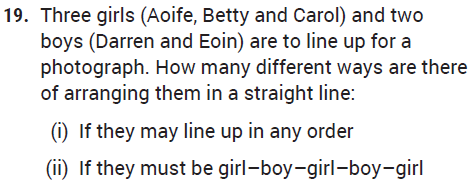 19. Three girls (Aoife, Betty and Carol) and two
boys (Darren and Eoin) are to line up for a
photograph. How many different ways are there
of arranging them in a straight line:
(i) If they may line up in any order
(ii) If they must be girl–boy–girl–boy–girl